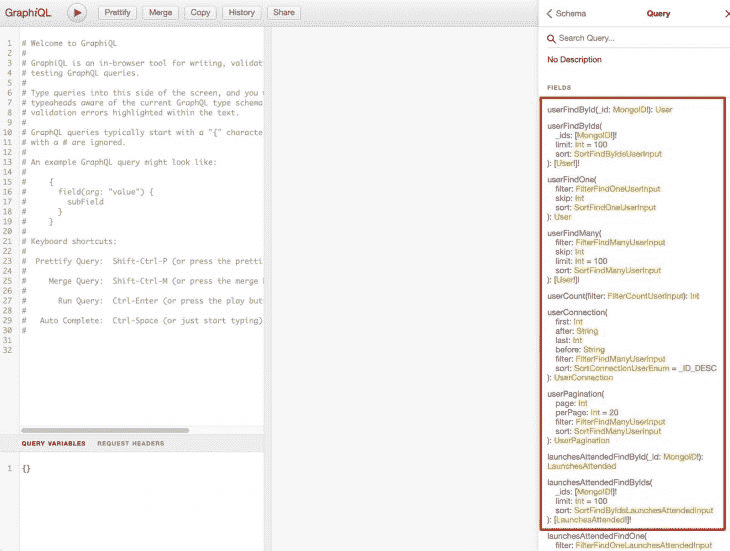 GraphiQL
Prettify
Merge
Copy
History
Share
1 # Welcome to GraphiQL
2 #
3 # GraphiQL is an in-browser tool for writing, validat
4 # testing GraphQL queries.
5 #
6 # Type queries into this side of the screen, and you w
7 # typeaheads aware of the current GraphQL type schema
8 # validation errors highlighted within the text.
9 #
10 # GraphQL queries typically start with a "{" character
11 # with a # are ignored.
12 #
13 # An example GraphQL query might look like:
14 #
15 # {
16 # field(arg: "value") {
17 # subField
18 # }
19 # }
20 #
21 # Keyboard shortcuts:
22 #
23 # Prettify Query: Shift-Ctrl-P (or press the pretti
24 #
25 # Merge Query: Shift-Ctrl-M (or press the merge b
26 #
27 # Run Query: Ctrl-Enter (or press the play but
28 #
29 # Auto Complete: Ctrl-Space (or just start typing)
30 #
31
32
QUERY VARIABLES REQUEST HEADERS
1 {}
Schema
Query
Search Query...
No Description
FIELDS
userFindById(_id: MongoID!): User
userFindByIds(
_ids: [MongoID!]!
limit: Int = 100
sort: SortFindByIdsUserInput
): [User!]!
userFindOne(
filter: FilterFindOneUserInput
skip: Int
sort: SortFindOneUserInput
): User
userFindMany(
filter: FilterFindManyUserInput
skip: Int
limit: Int = 100
sort: SortFindManyUserInput
): [User!]!
userCount(filter: FilterCountUserInput): Int
userConnection(
first: Int
after: String
last: Int
before: String
filter: FilterFindManyUserInput
sort: SortConnectionUserEnum = _ID_DESC
): UserConnection
userPagination(
page: Int
perPage: Int = 20
filter: FilterFindManyUserInput
sort: SortFindManyUserInput
): UserPagination
launchesAttendedFindById(_id: MongoID!):
LaunchesAttended
launchesAttendedFindByIds(
_ids: [MongoID!]!
limit: Int = 100
sort: SortFindByIdsLaunchesAttendedInput
): [LaunchesAttended!]!
launchesAttendedFindOne(
filter: FilterFindOneLaunchesAttendedInput